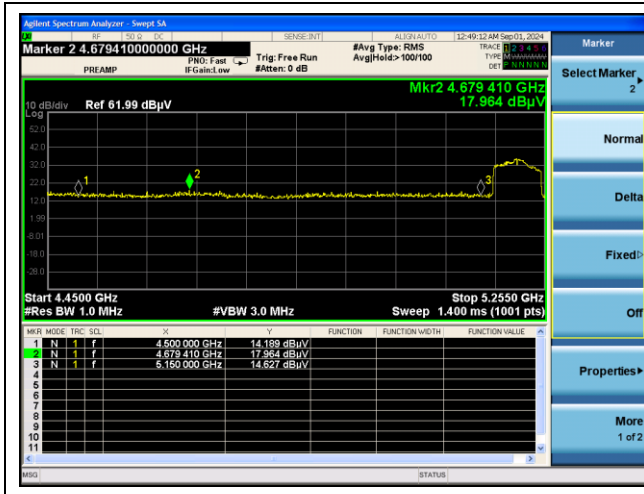 Agilent Spectrum Analyzer - Swept SA
RF 50 Ω DC SENSE:INT ALIGNAUTO 12:49:12 AM Sep 01, 2024
Marker 2 4.679410000000 GHz
PREAMP
PNO: Fast
IFGain:Low
Trig: Free Run
#Atten: 0 dB
#Avg Type: RMS
Avg|Hold:> 100/100
TRACE 1 2 3 4 5 6
TYPE
DET P N N N N N
Mkr2 4.679 410 GHz
17.964 dBµV
10 dB/div Ref 61.99 dBµV
Log
52.0
42.0
32.0
22.0
12.0
1.99
-8.01
-18.0
-28.0
1
2
3
Start 4.4500 GHz Stop 5.2550 GHz
#Res BW 1.0 MHz #VBW 3.0 MHz Sweep 1.400 ms (1001 pts)
MKR MODE TRC SCL X Y FUNCTION FUNCTION WIDTH FUNCTION VALUE
1 N 1 f 4.500 000 GHz 14.189 dBµV
2 N 1 f 4.679 410 GHz 17.964 dBµV
3 N 1 f 5.150 000 GHz 14.627 dBµV
4
5
6
7
8
9
10
11
MSG STATUS
Marker
Select Marker
2
Normal
Delta
Fixed
Off
Properties
More
1 of 2